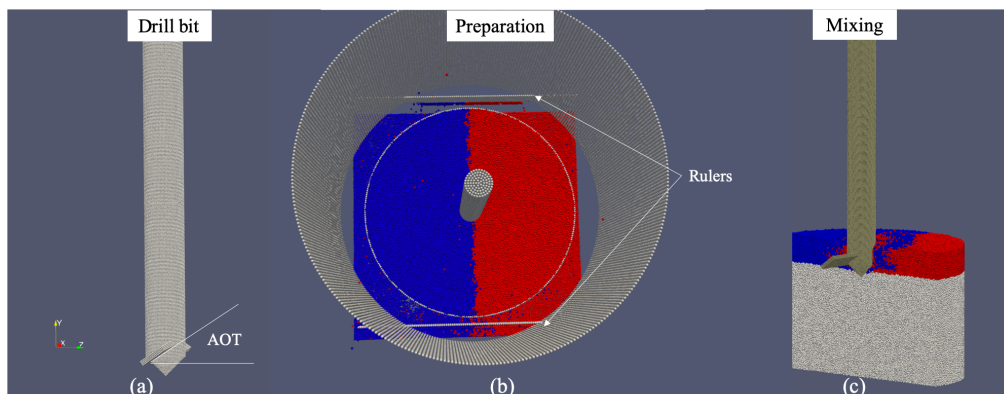 Drill bit
Preparation
Mixing
Rulers
AOT
Y
X
Z
(a)
(b)
(c)